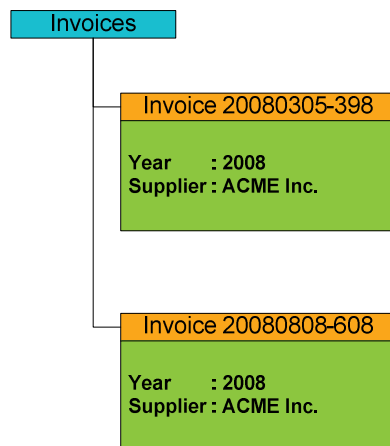 Invoices
Invoice 20080305-398
Year : 2008
Supplier : ACME Inc.
Invoice 20080808-608
Year : 2008
Supplier : ACME Inc.